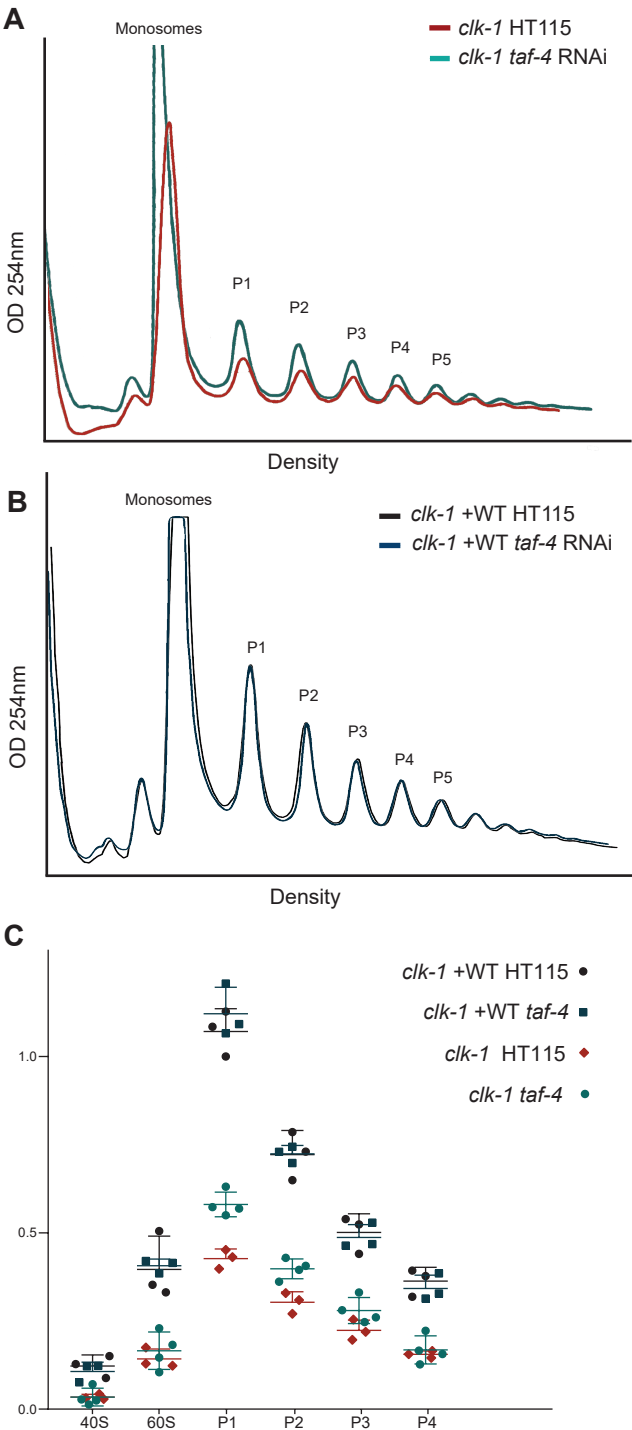 A
Monosomes
clk-1 HT115
clk-1 taf-4 RNAi
P1
P2
P3
P4
P5
OD 254nm
Density
B
Monosomes
clk-1 +WT HT115
clk-1 +WT taf-4 RNAi
P1
P2
P3
P4
P5
OD 254nm
Density
C
clk-1 +WT HT115
clk-1 +WT taf-4
clk-1 HT115
clk-1 taf-4
1.0
0.5
0.0
40S 60S P1 P2 P3 P4